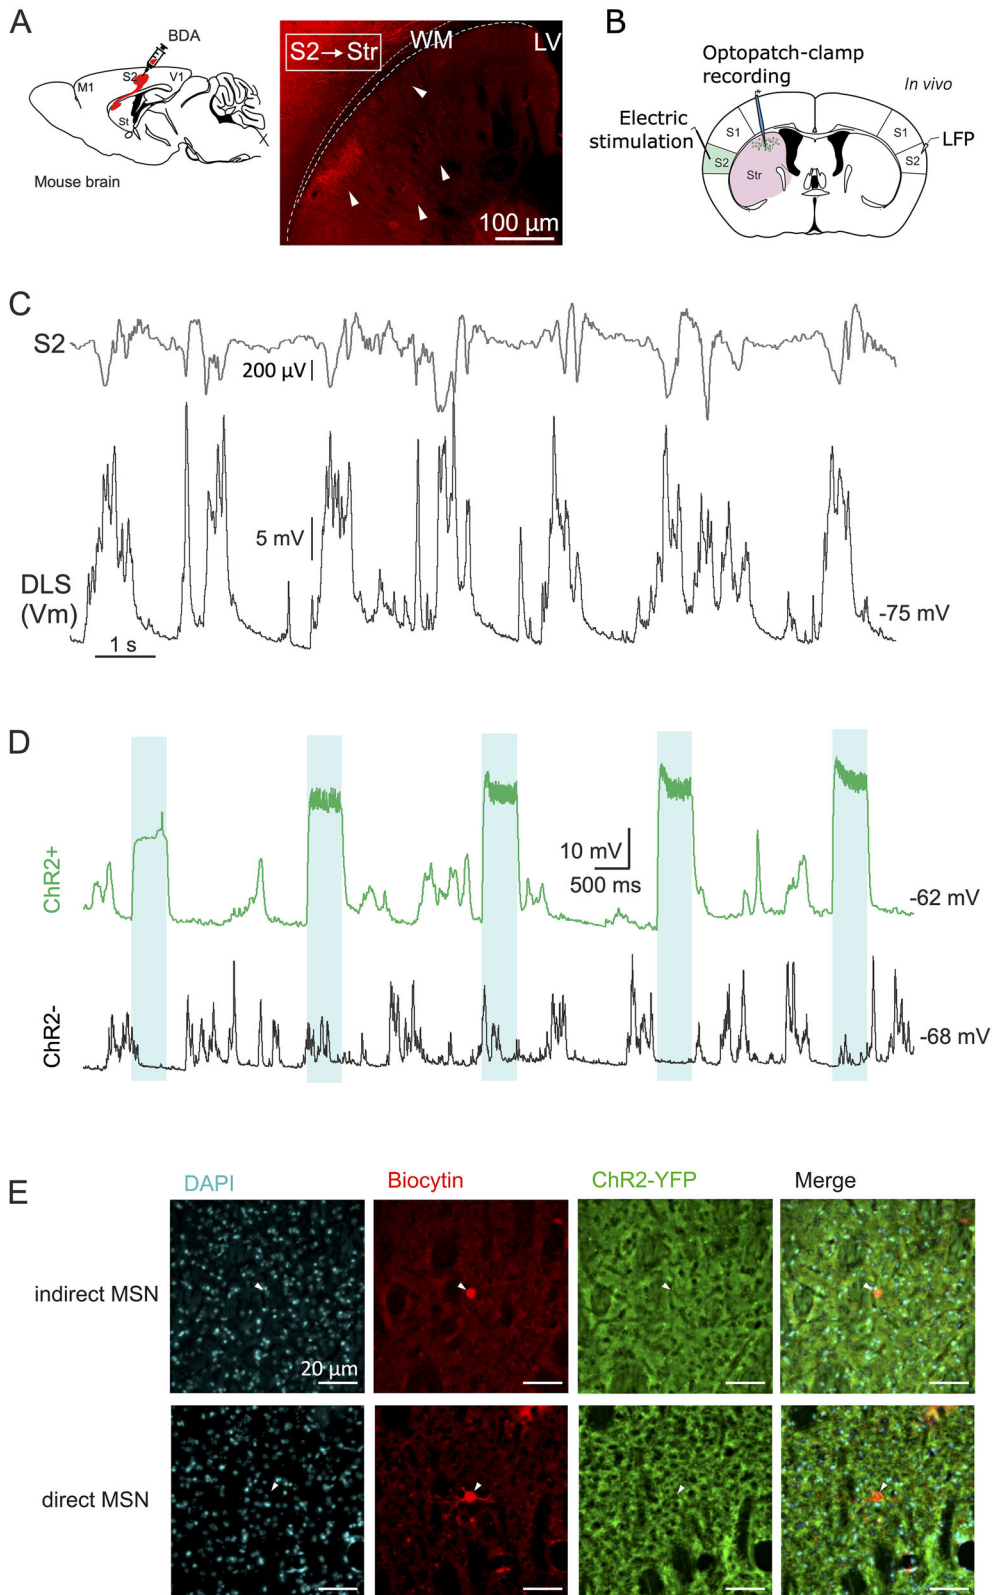 A
BDA
S2
M1
V1
St
Mouse brain
S2→Str
WM
LV
100 µm
B
Optopatch-clamp
recording
In vivo
Electric
stimulation
S1
S2
Str
S1
S2
LFP
C
S2
200 µV
5 mV
DLS
(Vm)
-75 mV
1 s
D
ChR2+
10 mV
500 ms
-62 mV
ChR2-
-68 mV
E
DAPI
Biocytin
ChR2-YFP
Merge
indirect MSN
20 µm
direct MSN